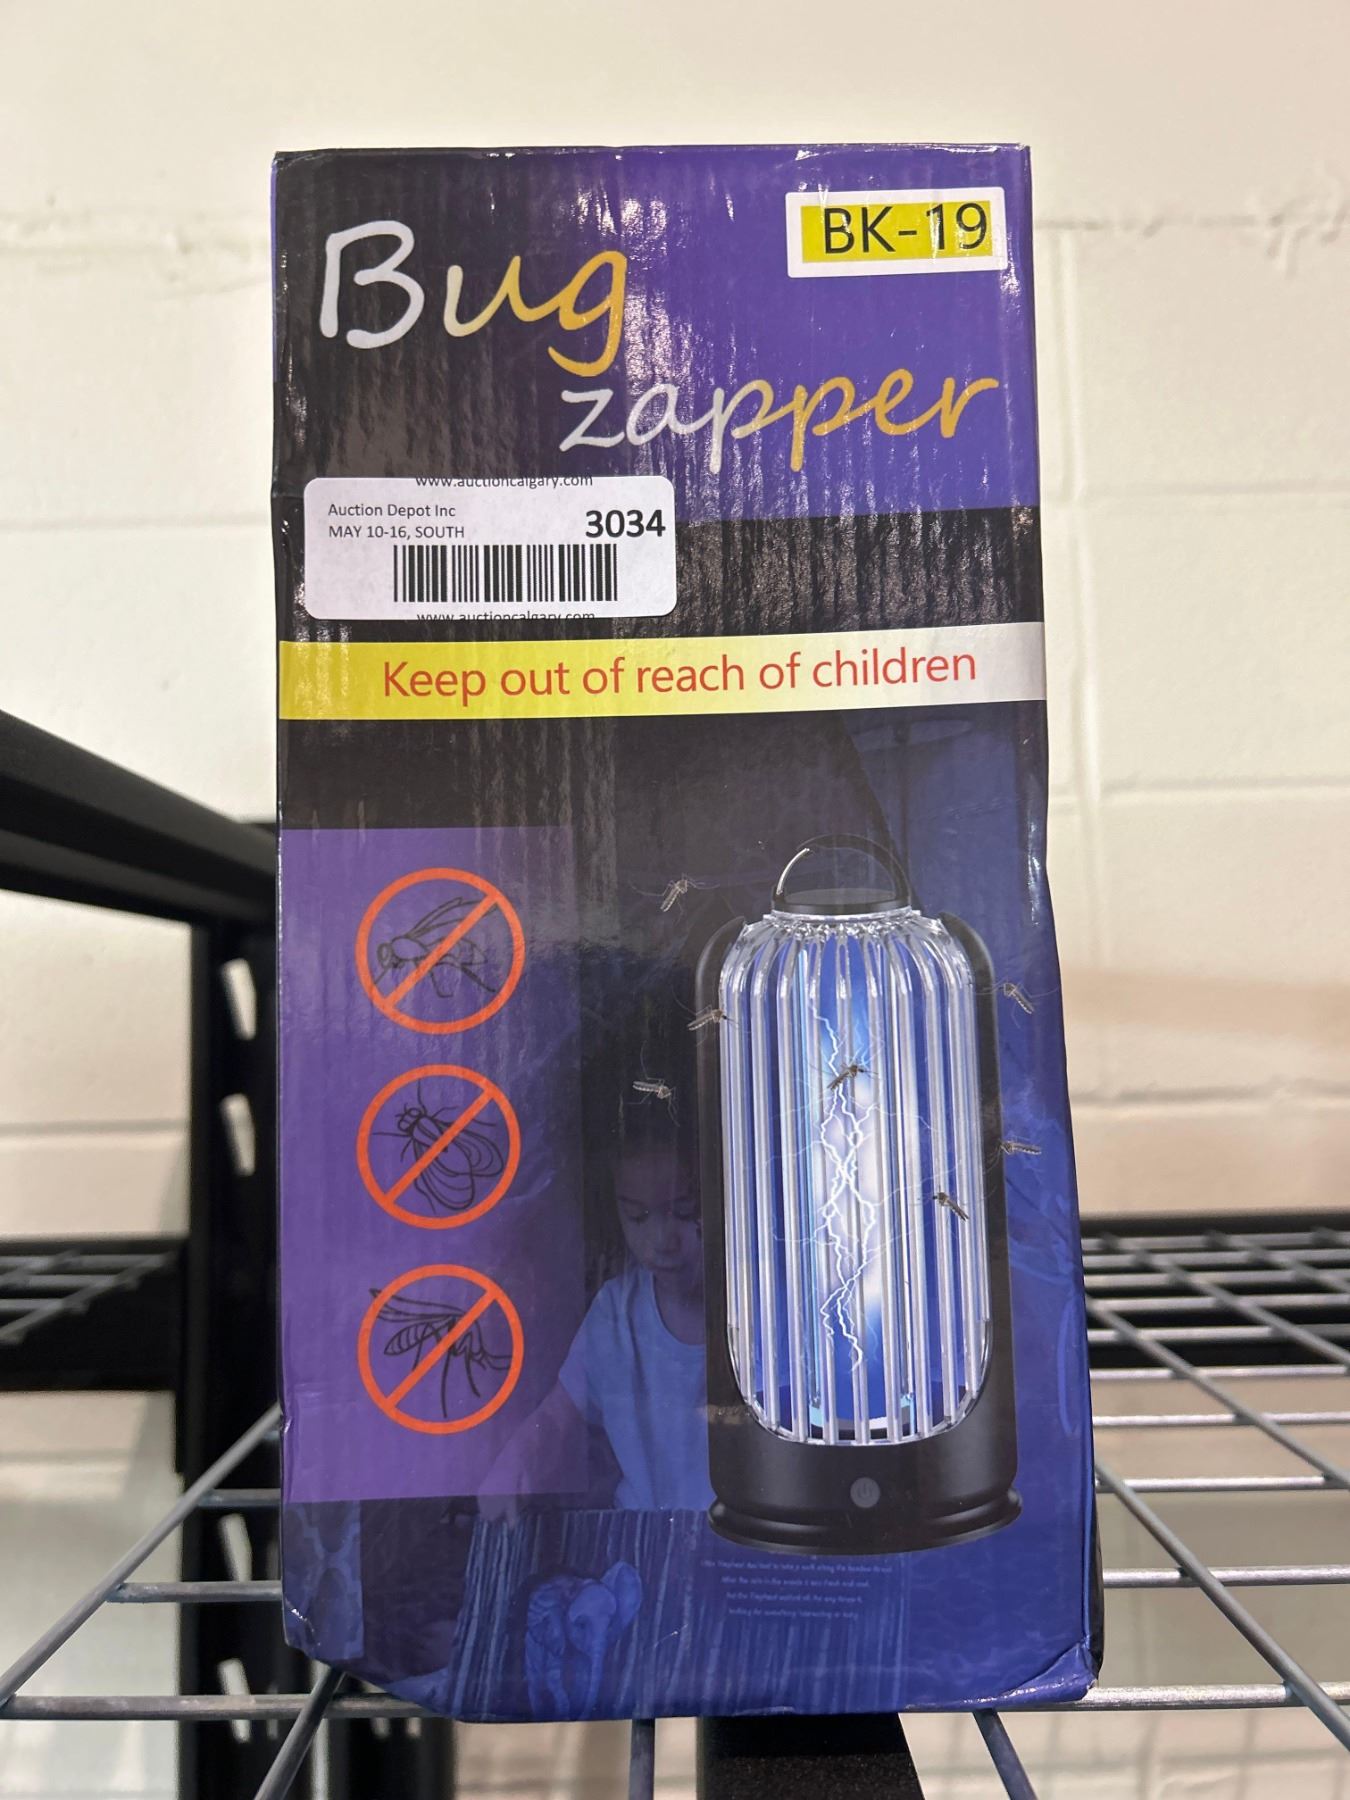 BK-19
Bug
zapper
www.auctioncalgary.com
Auction Depot Inc
MAY 10-16, SOUTH
3034
www.auctioncalgary.com
Keep out of reach of children